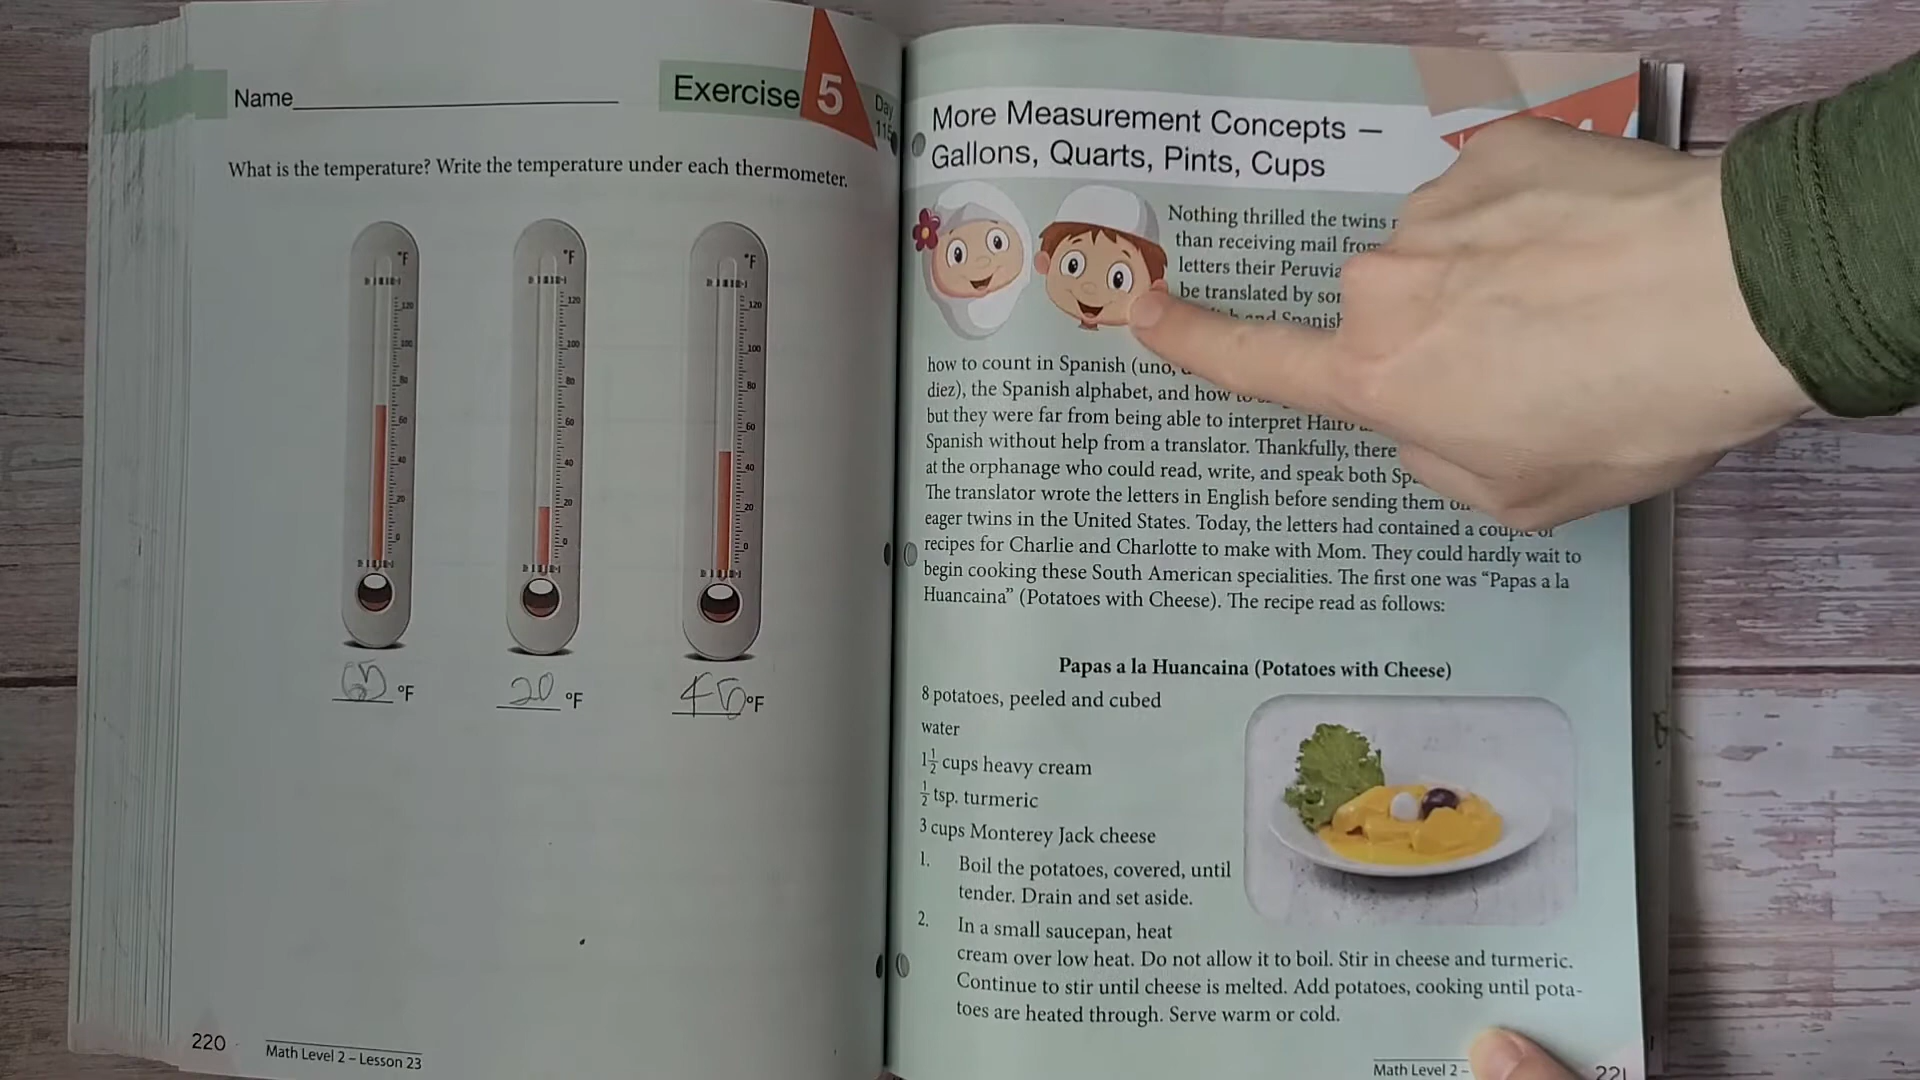 Name
Exercise 5
Day 115
What is the temperature? Write the temperature under each thermometer.
°F
120
100
80
60
40
20
0
°F
120
100
80
60
40
20
0
°F
120
100
80
60
40
20
0
65 °F
20 °F
45 °F
220
Math Level 2 – Lesson 23
More Measurement Concepts —
Gallons, Quarts, Pints, Cups
Nothing thrilled the twins
than receiving mail from
letters their
be translated by
and Spanish
how to count in Spanish (uno,
diez), the Spanish alphabet, and how
but they were far from being able to interpret
Spanish without help from a translator. Thankfully, there
at the orphanage who could read, write, and speak both
The translator wrote the letters in English before sending them
eager twins in the United States. Today, the letters had contained a couple of
recipes for Charlie and Charlotte to make with Mom. They could hardly wait to
begin cooking these South American specialities. The first one was “Papas a la
Huancaina” (Potatoes with Cheese). The recipe read as follows:
Papas a la Huancaina (Potatoes with Cheese)
8 potatoes, peeled and cubed
water
1½ cups heavy cream
½ tsp. turmeric
3 cups Monterey Jack cheese
1. Boil the potatoes, covered, until
tender. Drain and set aside.
2. In a small saucepan, heat
cream over low heat. Do not allow it to boil. Stir in cheese and turmeric.
Continue to stir until cheese is melted. Add potatoes, cooking until pota-
toes are heated through. Serve warm or cold.
Math Level 2 –
221